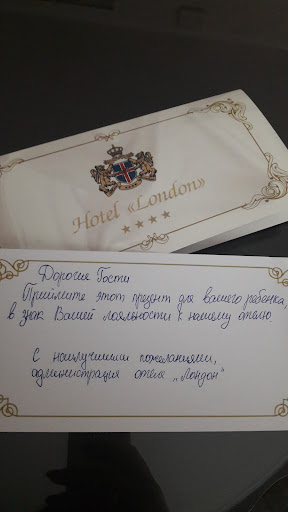 Hotel «London»
Дорогие Гости
Примите этот презент для вашего ребенка,
в знак Вашей лояльности к нашему отелю.
С наилучшими пожеланиями,
администрация отеля „Лондон"